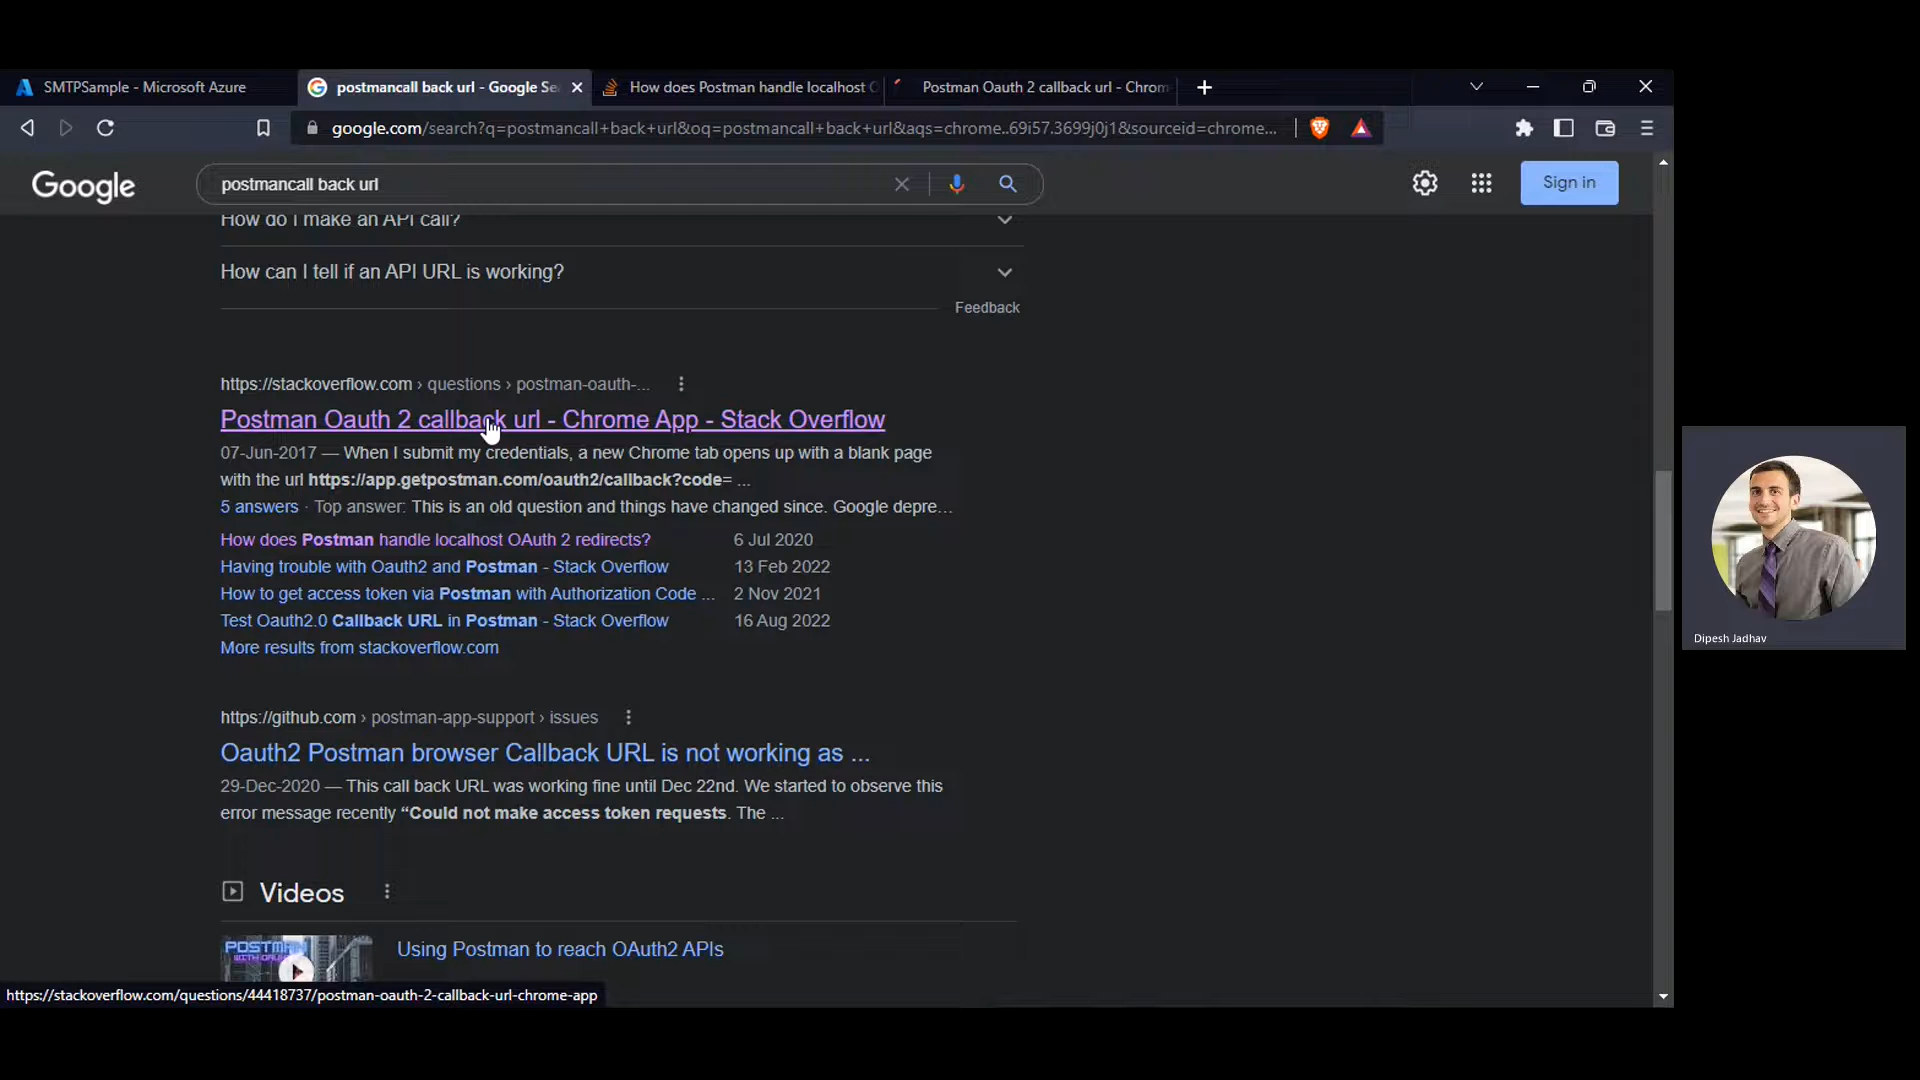 SMTPSample - Microsoft Azure
postmancall back url - Google Se
How does Postman handle localhost O
Postman Oauth 2 callback url - Chrom
google.com/search?q=postmancall+back+url&oq=postmancall+back+url&aqs=chrome..69i57.3699j0j1&sourceid=chrome...
Google
postmancall back url
Sign in
How do I make an API call?
How can I tell if an API URL is working?
Feedback
https://stackoverflow.com › questions › postman-oauth-...
Postman Oauth 2 callback url - Chrome App - Stack Overflow
07-Jun-2017 — When I submit my credentials, a new Chrome tab opens up with a blank page
with the url https://app.getpostman.com/oauth2/callback?code= ...
5 answers · Top answer: This is an old question and things have changed since. Google depre...
How does Postman handle localhost OAuth 2 redirects? 6 Jul 2020
Having trouble with Oauth2 and Postman - Stack Overflow 13 Feb 2022
How to get access token via Postman with Authorization Code ... 2 Nov 2021
Test Oauth2.0 Callback URL in Postman - Stack Overflow 16 Aug 2022
More results from stackoverflow.com
Dipesh Jadhav
https://github.com › postman-app-support › issues
Oauth2 Postman browser Callback URL is not working as ...
29-Dec-2020 — This call back URL was working fine until Dec 22nd. We started to observe this
error message recently “Could not make access token requests. The ...
Videos
POSTMAN
Using Postman to reach OAuth2 APIs
https://stackoverflow.com/questions/44418737/postman-oauth-2-callback-url-chrome-app